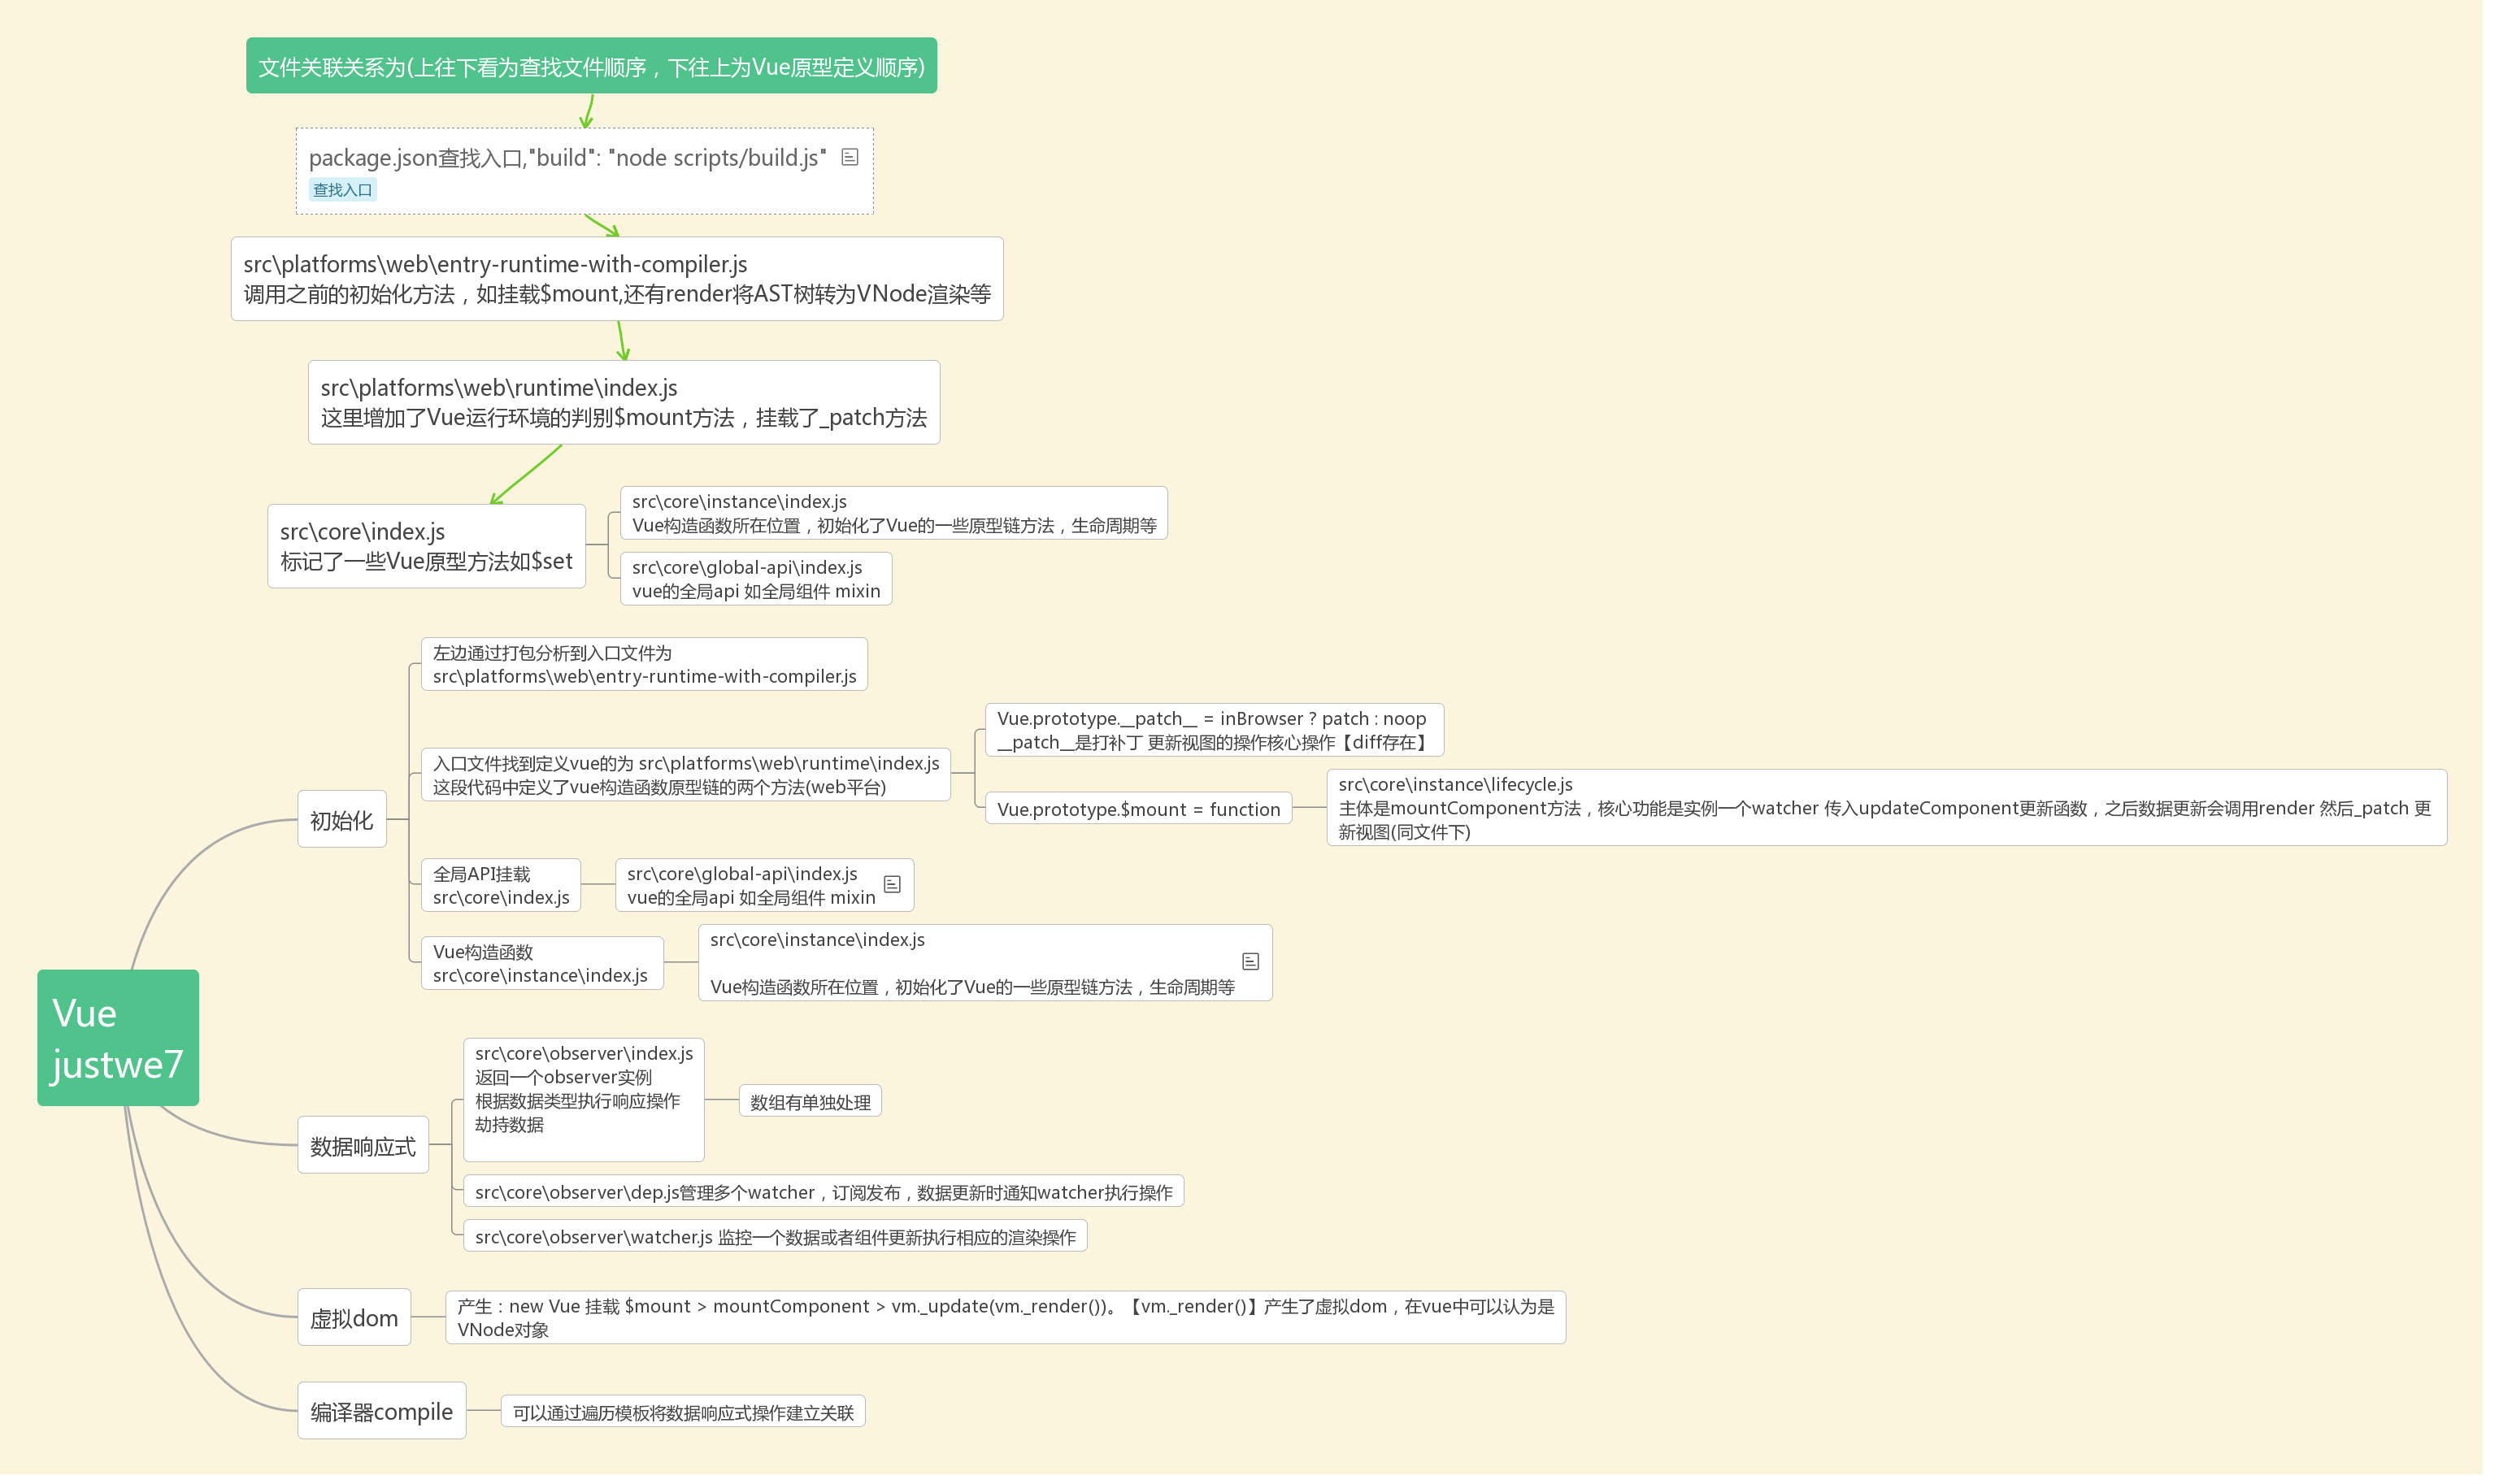 文件关联关系为(上往下看为查找文件顺序，下往上为Vue原型定义顺序)
package.json查找入口,"build": "node scripts/build.js"
查找入口
src\platforms\web\entry-runtime-with-compiler.js
调用之前的初始化方法，如挂载$mount,还有render将AST树转为VNode渲染等
src\platforms\web\runtime\index.js
这里增加了Vue运行环境的判别$mount方法，挂载了_patch方法
src\core\index.js
标记了一些Vue原型方法如$set
src\core\instance\index.js
Vue构造函数所在位置，初始化了Vue的一些原型链方法，生命周期等
src\core\global-api\index.js
vue的全局api 如全局组件 mixin
Vue
justwe7
初始化
左边通过打包分析到入口文件为
src\platforms\web\entry-runtime-with-compiler.js
入口文件找到定义vue的为 src\platforms\web\runtime\index.js
这段代码中定义了vue构造函数原型链的两个方法(web平台)
Vue.prototype.__patch__ = inBrowser ? patch : noop
__patch__是打补丁 更新视图的操作核心操作【diff存在】
Vue.prototype.$mount = function
src\core\instance\lifecycle.js
主体是mountComponent方法，核心功能是实例一个watcher 传入updateComponent更新函数，之后数据更新会调用render 然后_patch 更
新视图(同文件下)
全局API挂载
src\core\index.js
src\core\global-api\index.js
vue的全局api 如全局组件 mixin
Vue构造函数
src\core\instance\index.js
src\core\instance\index.js
Vue构造函数所在位置，初始化了Vue的一些原型链方法，生命周期等
数据响应式
src\core\observer\index.js
返回一个observer实例
根据数据类型执行响应操作
劫持数据
数组有单独处理
src\core\observer\dep.js管理多个watcher，订阅发布，数据更新时通知watcher执行操作
src\core\observer\watcher.js 监控一个数据或者组件更新执行相应的渲染操作
虚拟dom
产生：new Vue 挂载 $mount > mountComponent > vm._update(vm._render())。【vm._render()】产生了虚拟dom，在vue中可以认为是
VNode对象
编译器compile
可以通过遍历模板将数据响应式操作建立关联